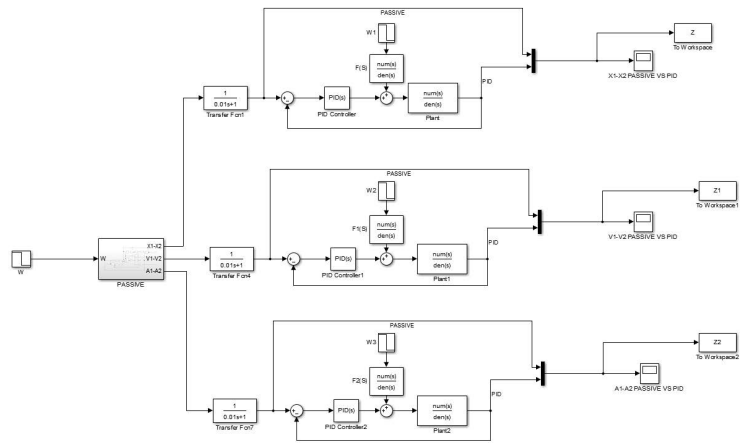 PASSIVE
W1
Z
To Workspace
F(S)
num(s)
den(s)
X1-X2 PASSIVE VS PID
PID
1
0.01s+1
Transfer Fcn1
PID(s)
PID Controller
num(s)
den(s)
Plant
PASSIVE
W2
Z1
To Workspace1
F1(S)
num(s)
den(s)
V1-V2 PASSIVE VS PID
PID
W
W
X1-X2
V1-V2
A1-A2
PASSIVE
1
0.01s+1
Transfer Fcn4
PID(s)
PID Controller1
num(s)
den(s)
Plant1
PASSIVE
W3
Z2
To Workspace2
F2(S)
num(s)
den(s)
A1-A2 PASSIVE VS PID
PID
1
0.01s+1
Transfer Fcn7
PID(s)
PID Controller2
num(s)
den(s)
Plant2